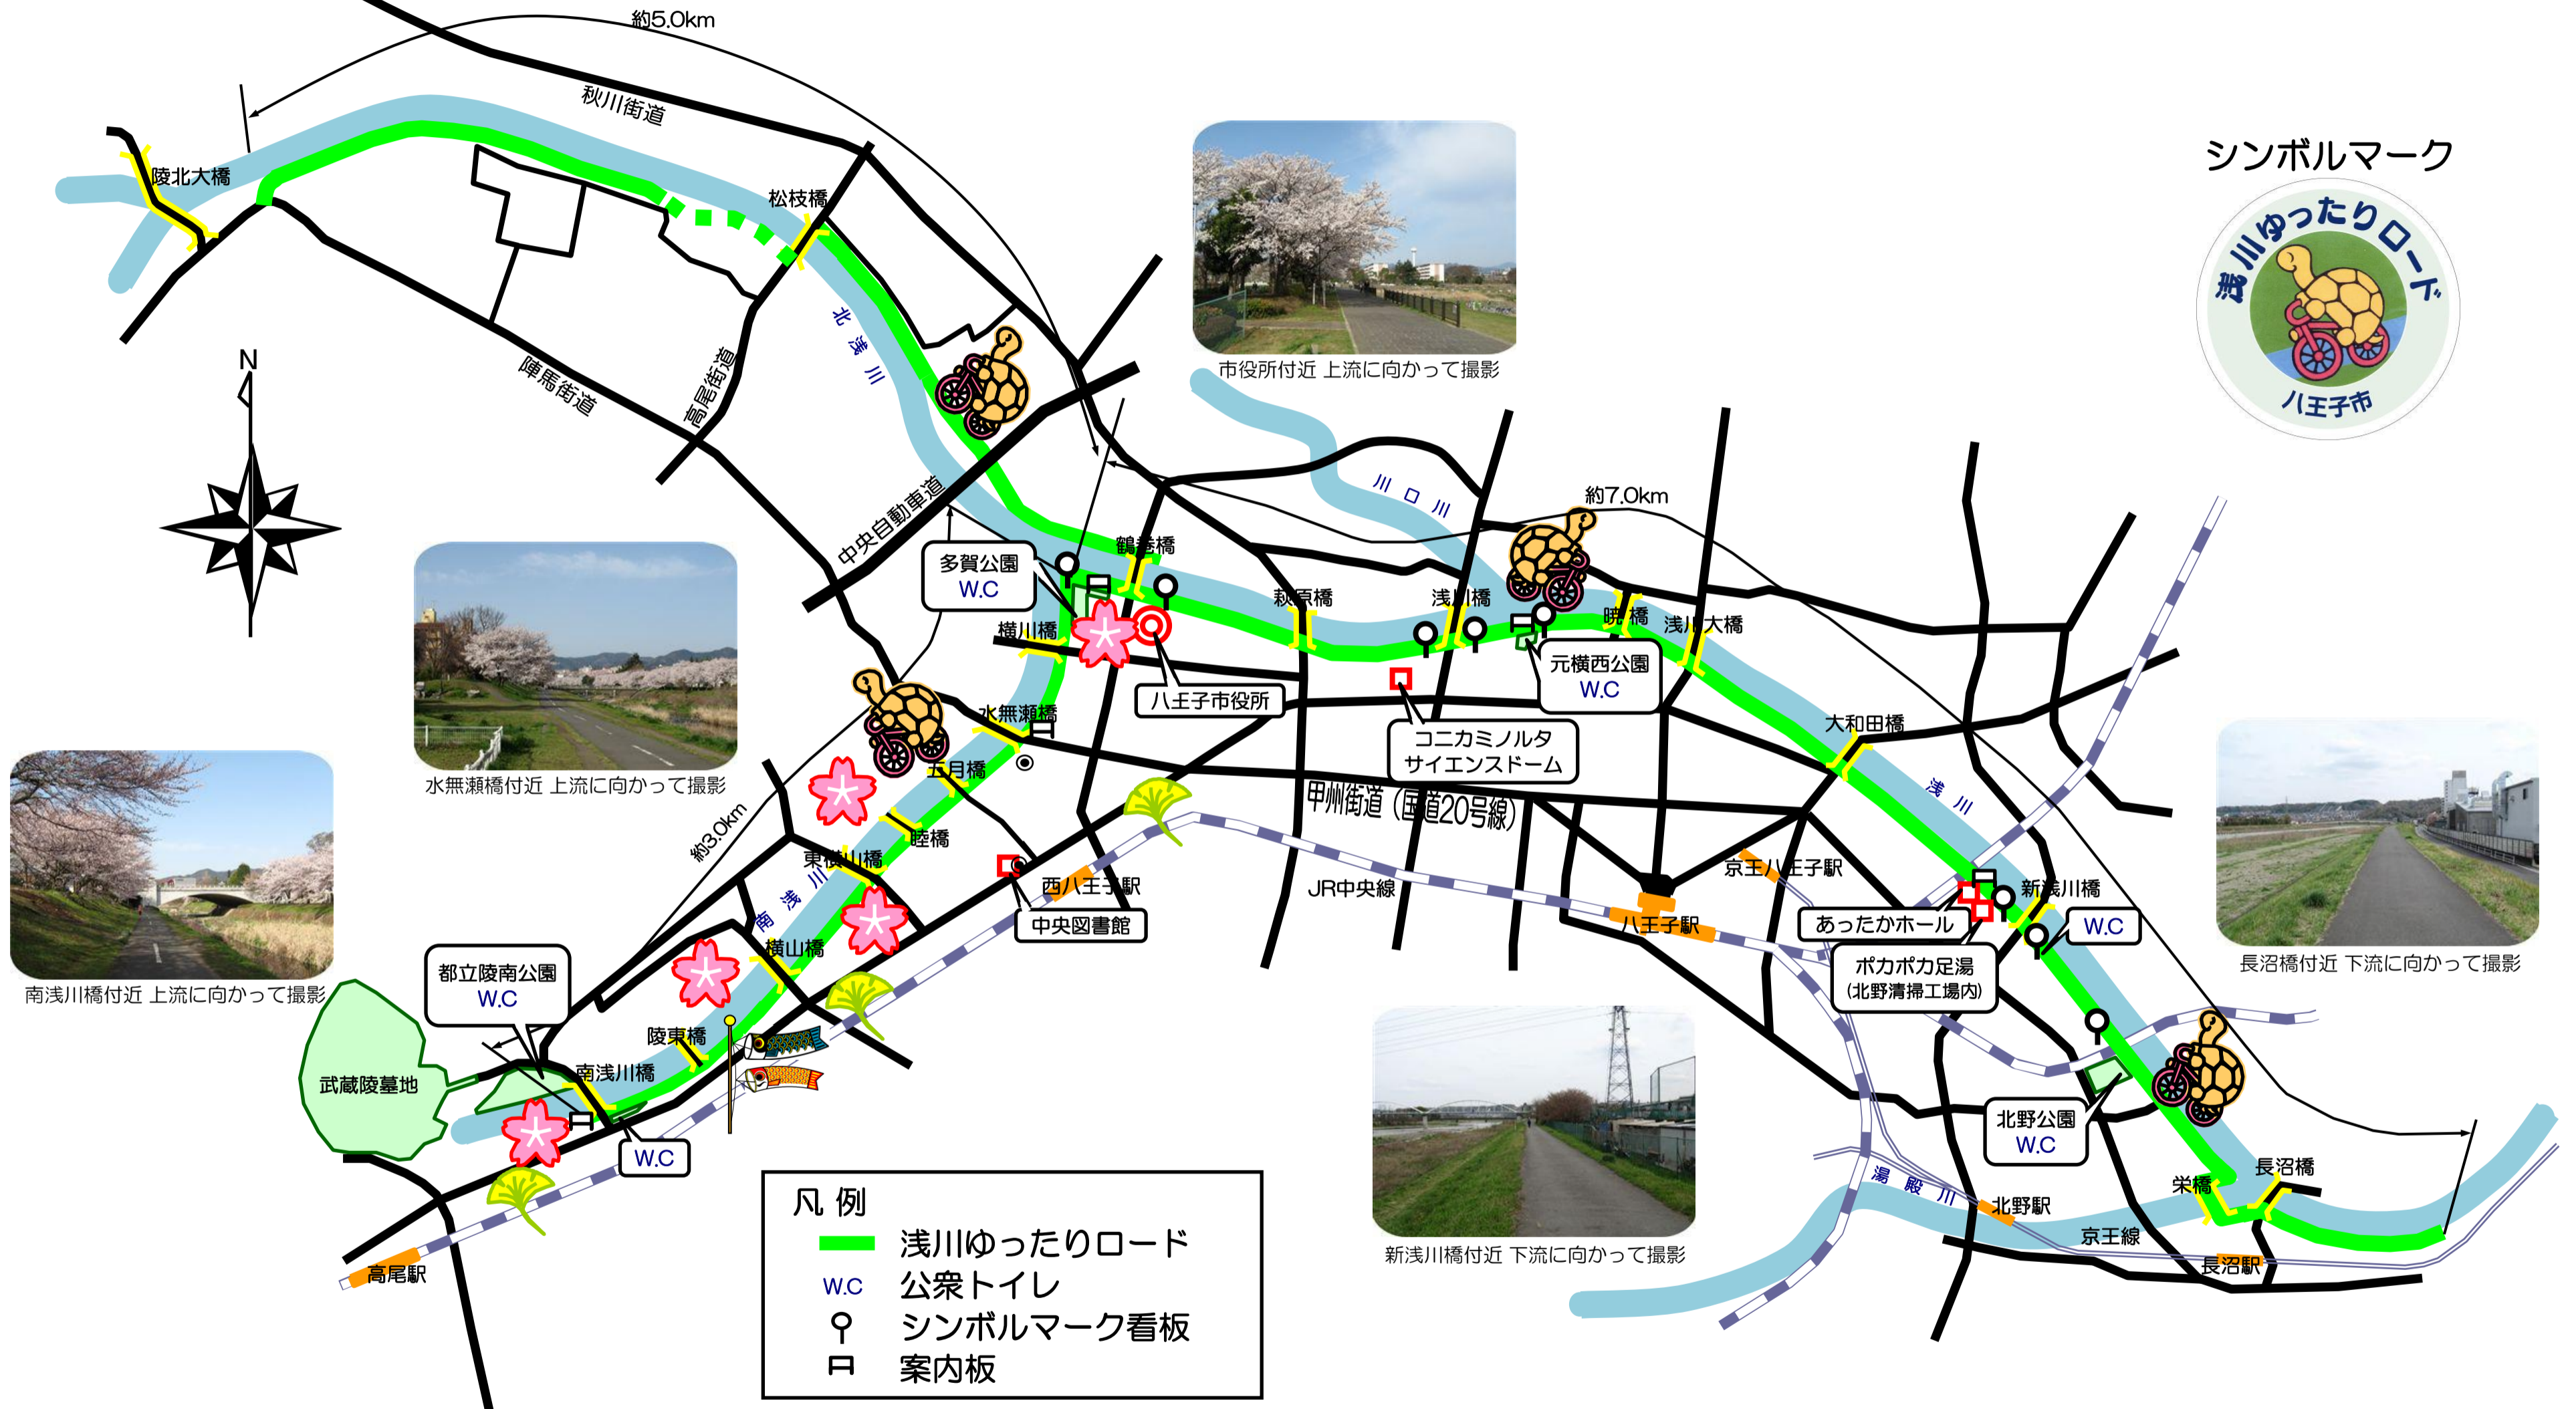 約5.0km
秋川街道
陵北大橋
松枝橋
北浅川
陣馬街道
高尾街道
中央自動車道
N
市役所付近 上流に向かって撮影
シンボルマーク
浅川ゆったりロード
八王子市
川口川
約7.0km
多賀公園
W.C
鶴巻橋
横川橋
萩原橋
浅川橋
暁橋
浅川大橋
元横西公園
W.C
八王子市役所
水無瀬橋
コニカミノルタ
サイエンスドーム
大和田橋
浅川
水無瀬橋付近 上流に向かって撮影
五月橋
睦橋
約3.0km
東横山橋
南浅川
甲州街道(国道20号線)
西八王子駅
中央図書館
JR中央線
京王八王子駅
八王子駅
新浅川橋
W.C
あったかホール
ポカポカ足湯
(北野清掃工場内)
長沼橋付近 下流に向かって撮影
南浅川橋付近 上流に向かって撮影
都立陵南公園
W.C
横山橋
陵東橋
南浅川橋
武蔵陵墓地
W.C
高尾駅
北野公園
W.C
湯殿川
北野駅
京王線
栄橋
長沼橋
長沼駅
新浅川橋付近 下流に向かって撮影
凡例
浅川ゆったりロード
W.C 公衆トイレ
シンボルマーク看板
案内板